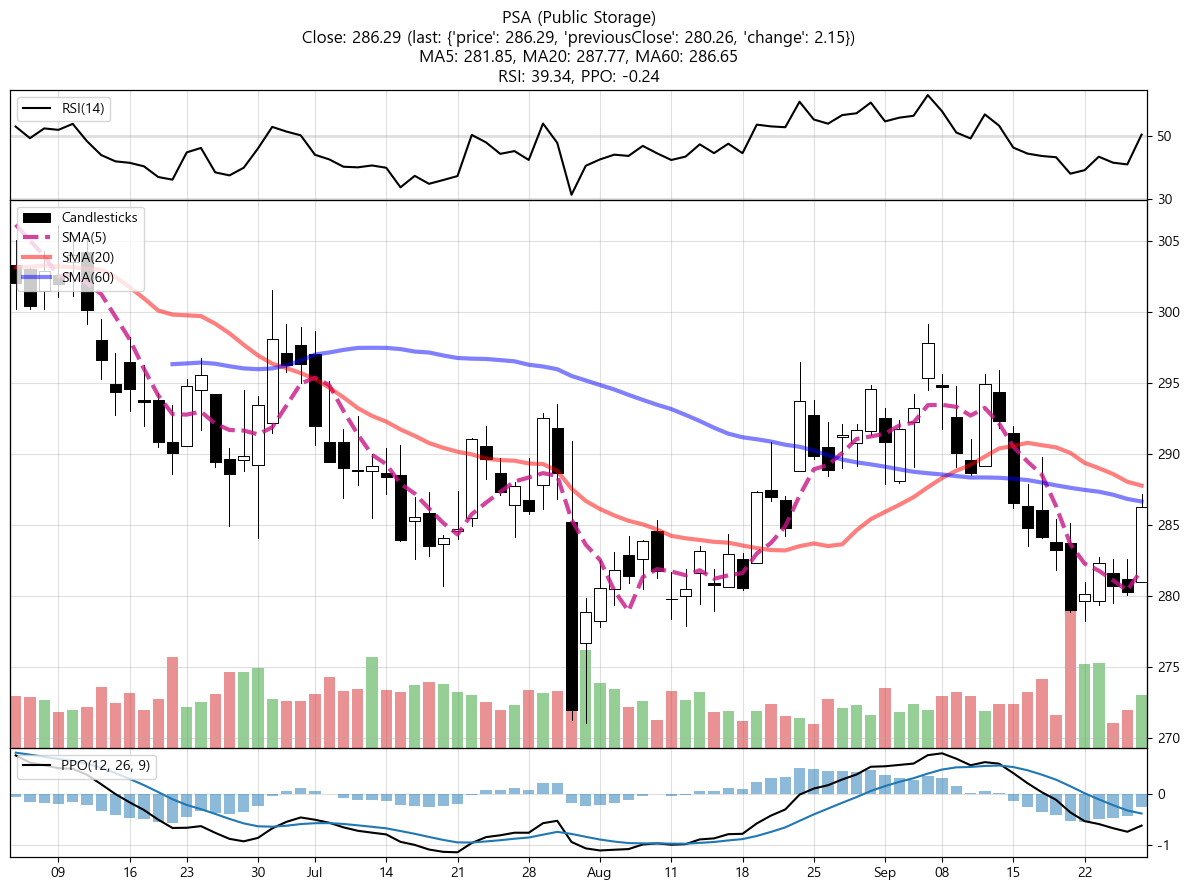 PSA (Public Storage)
Close: 286.29 (last: {'price': 286.29, 'previousClose': 280.26, 'change': 2.15})
MA5: 281.85, MA20: 287.77, MA60: 286.65
RSI: 39.34, PPO: -0.24
RSI(14)
50
30
Candlesticks
SMA(5)
SMA(20)
SMA(60)
305
300
295
290
285
280
275
270
PPO(12, 26, 9)
0
-1
09 16 23 30 Jul 14 21 28 Aug 11 18 25 Sep 08 15 22